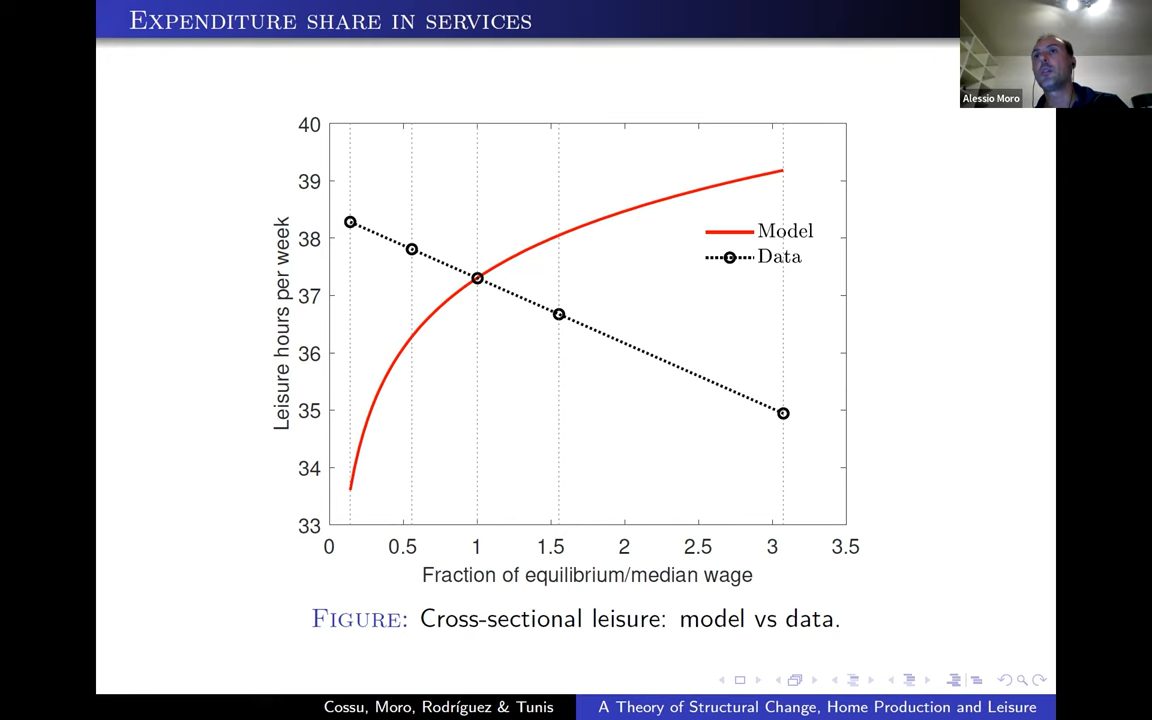 EXPENDITURE SHARE IN SERVICES
Alessio Moro
40
39
38
37
36
35
34
33
Leisure hours per week
Model
Data
0 0.5 1 1.5 2 2.5 3 3.5
Fraction of equilibrium/median wage
FIGURE: Cross-sectional leisure: model vs data.
Cossu, Moro, Rodríguez & Tunis
A Theory of Structural Change, Home Production and Leisure